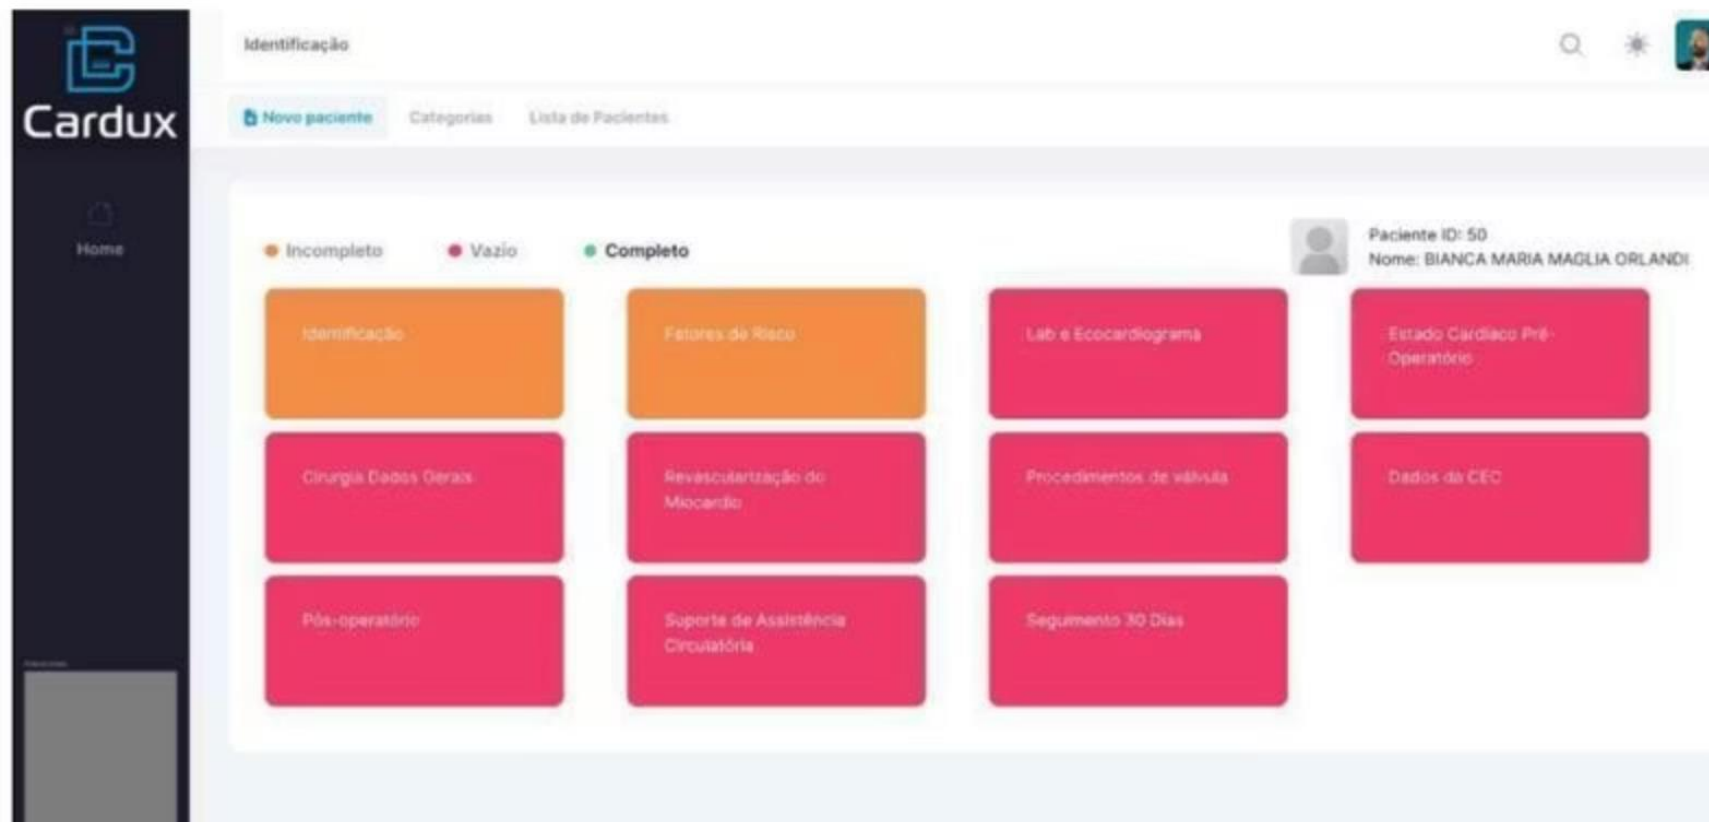 Cardux
Identificação
Novo paciente
Categorias
Lista de Pacientes
Home
Incompleto
Vazio
Completo
Paciente ID: 50
Nome: BIANCA MARIA MAGLIA ORLANDI
Identificação
Fatores de Risco
Lab e Ecocardiograma
Estado Cardíaco Pré-
Operatório
Cirurgia Dados Gerais
Revascularização do
Miocardio
Procedimentos de válvula
Dados da CEC
Pós-operatório
Suporte de Assistência
Circulatória
Seguimento 30 Dias